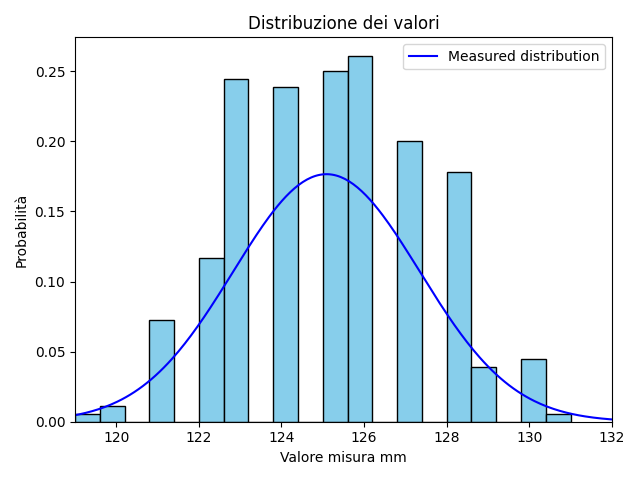 Distribuzione dei valori
Measured distribution
Probabilità
0.25
0.20
0.15
0.10
0.05
0.00
120 122 124 126 128 130 132
Valore misura mm